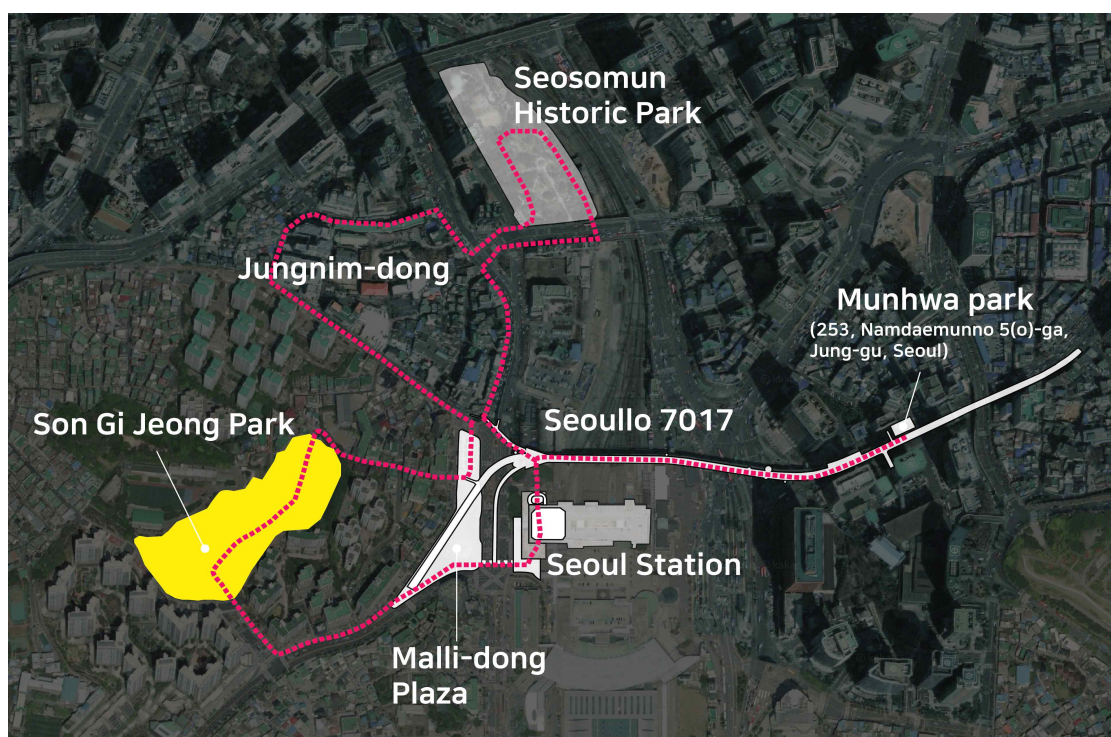 Seosomun
Historic Park
Jungnim-dong
Munhwa park
(253, Namdaemunno 5(o)-ga,
Jung-gu, Seoul)
Son Gi Jeong Park
Seoullo 7017
Seoul Station
Malli-dong
Plaza